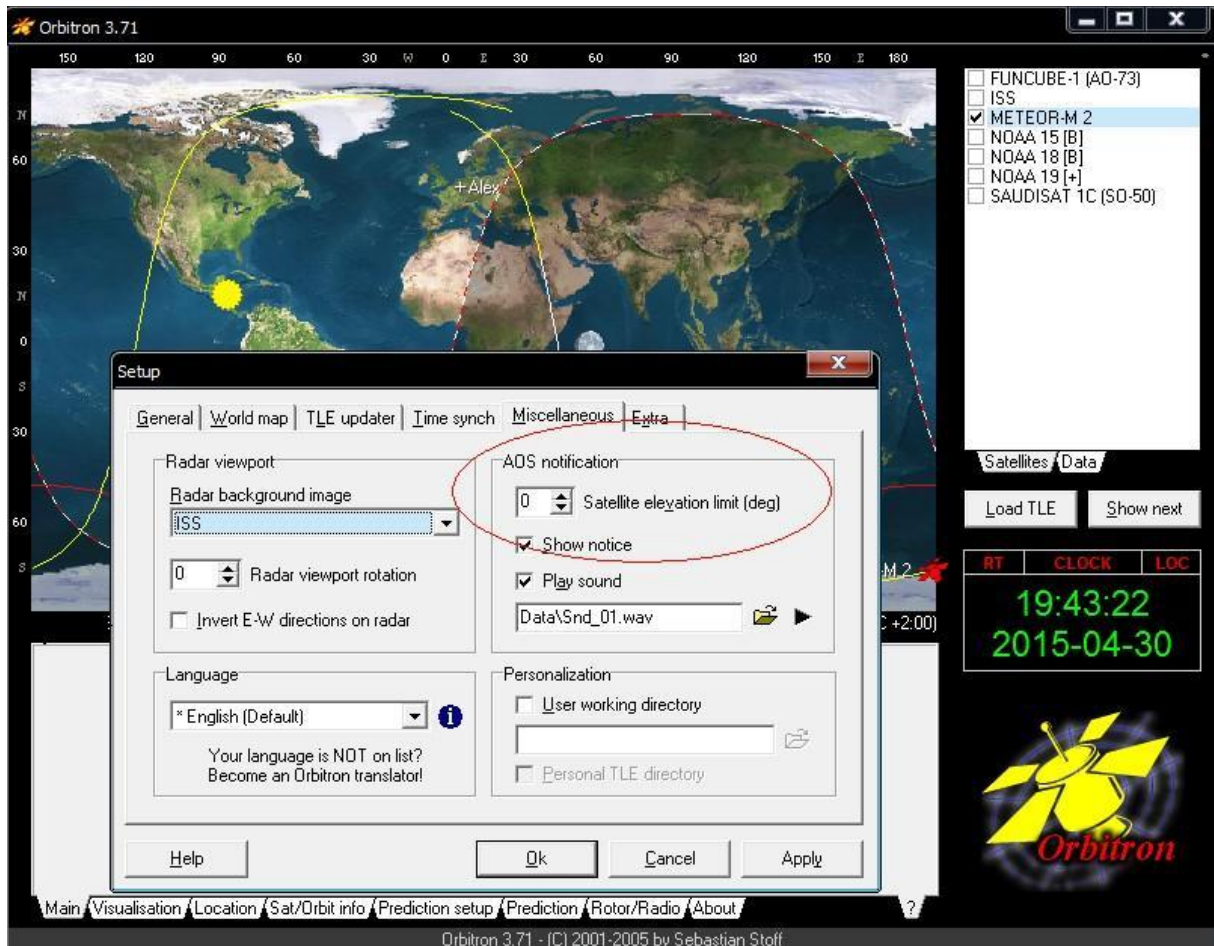 Orbitron 3.71
150 120 90 60 30 W 0 E 30 60 90 120 150 E 180
N
60
30
N
0
S
30
60
S
+Alex
FUNCUBE-1 (AO-73)
ISS
METEOR-M 2
NOAA 15 [B]
NOAA 18 [B]
NOAA 19 [+]
SAUDISAT 1C (SO-50)
Satellites Data
Load TLE Show next
RT CLOCK LOC
19:43:22
2015-04-30
Orbitron
-M 2
C +2:00)
Setup
General World map TLE updater Time synch Miscellaneous Extra
Radar viewport
Radar background image
ISS
0 Radar viewport rotation
Invert E-W directions on radar
AOS notification
0 Satellite elevation limit (deg)
Show notice
Play sound
Data\Snd_01.wav
Language
* English (Default)
Your language is NOT on list?
Become an Orbitron translator!
Personalization
User working directory
Personal TLE directory
Help Ok Cancel Apply
Main Visualisation Location Sat/Orbit info Prediction setup Prediction Rotor/Radio About ?
Orbitron 3.71 - (C) 2001-2005 by Sebastian Stoff